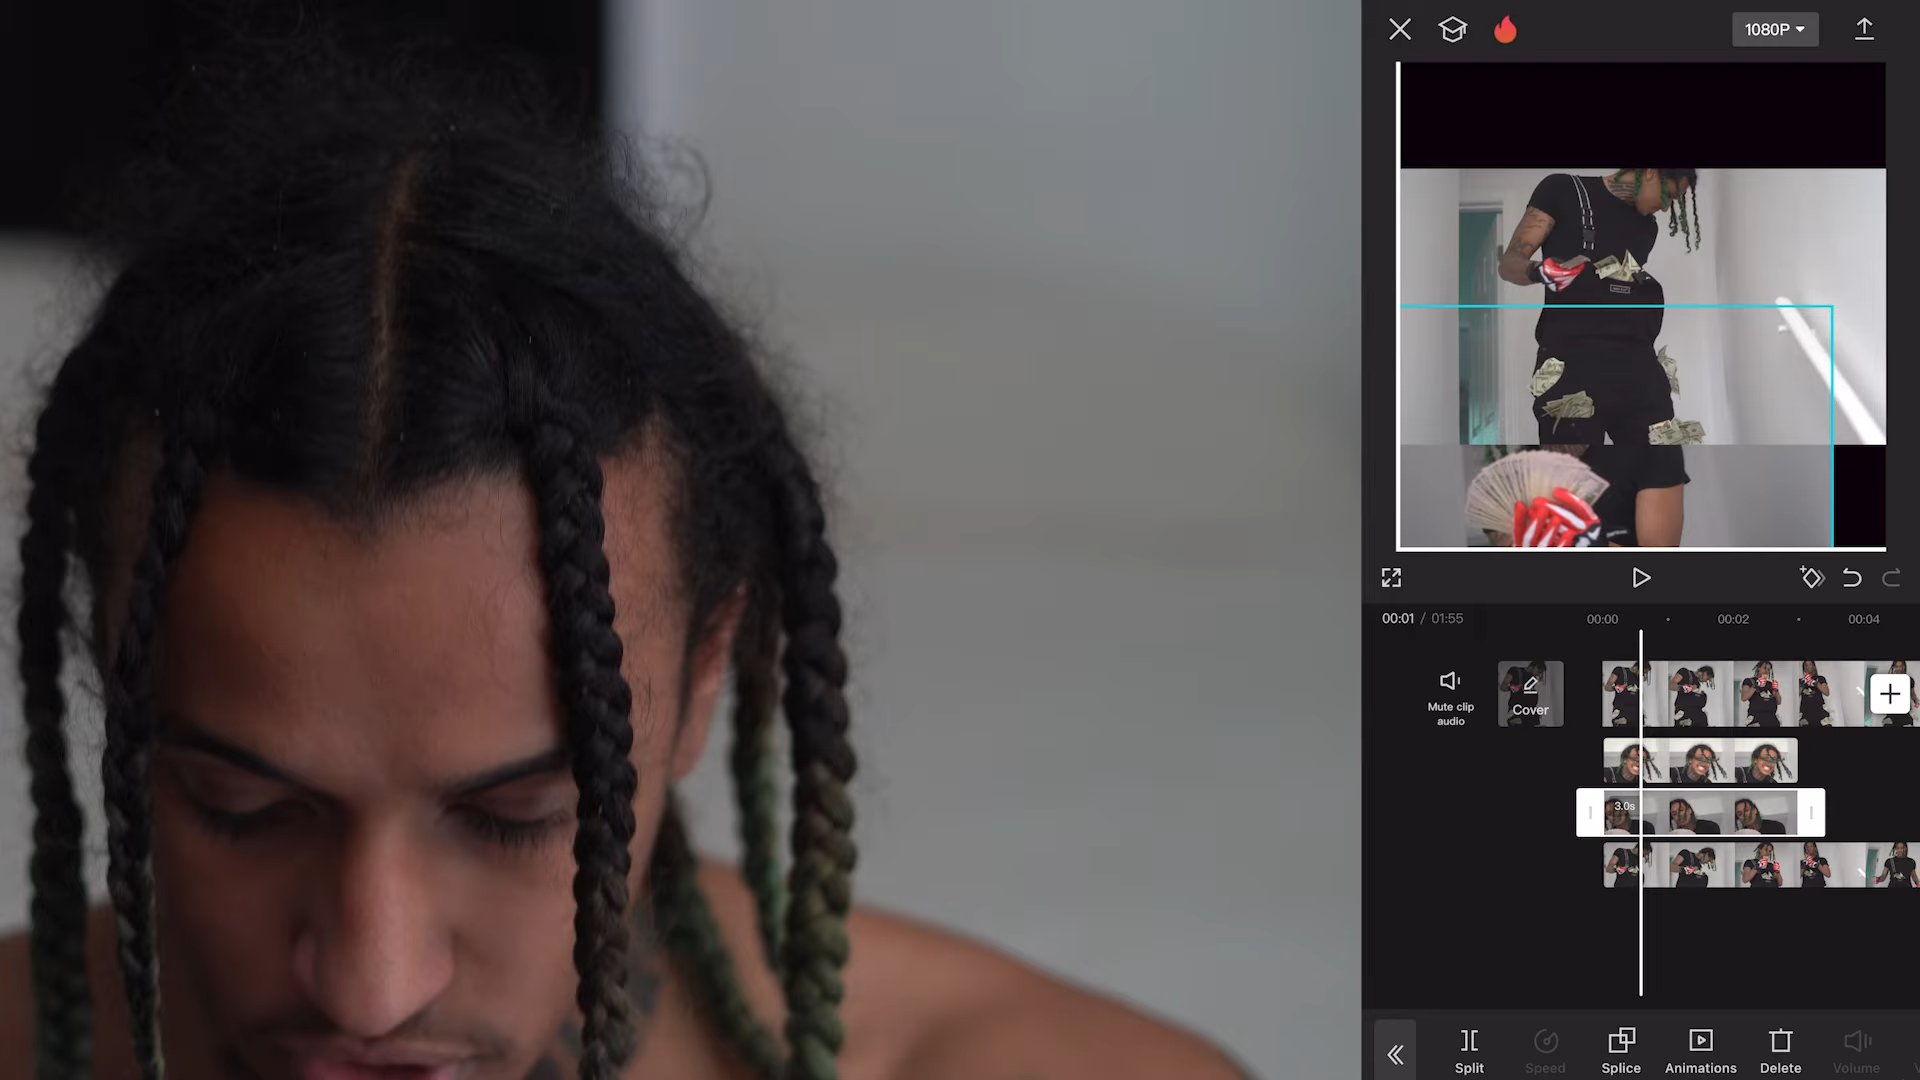 1080P
00:01 / 01:55
00:00
00:02
00:04
Mute clip
audio
Cover
3.0s
Split
Speed
Splice
Animations
Delete
Volume